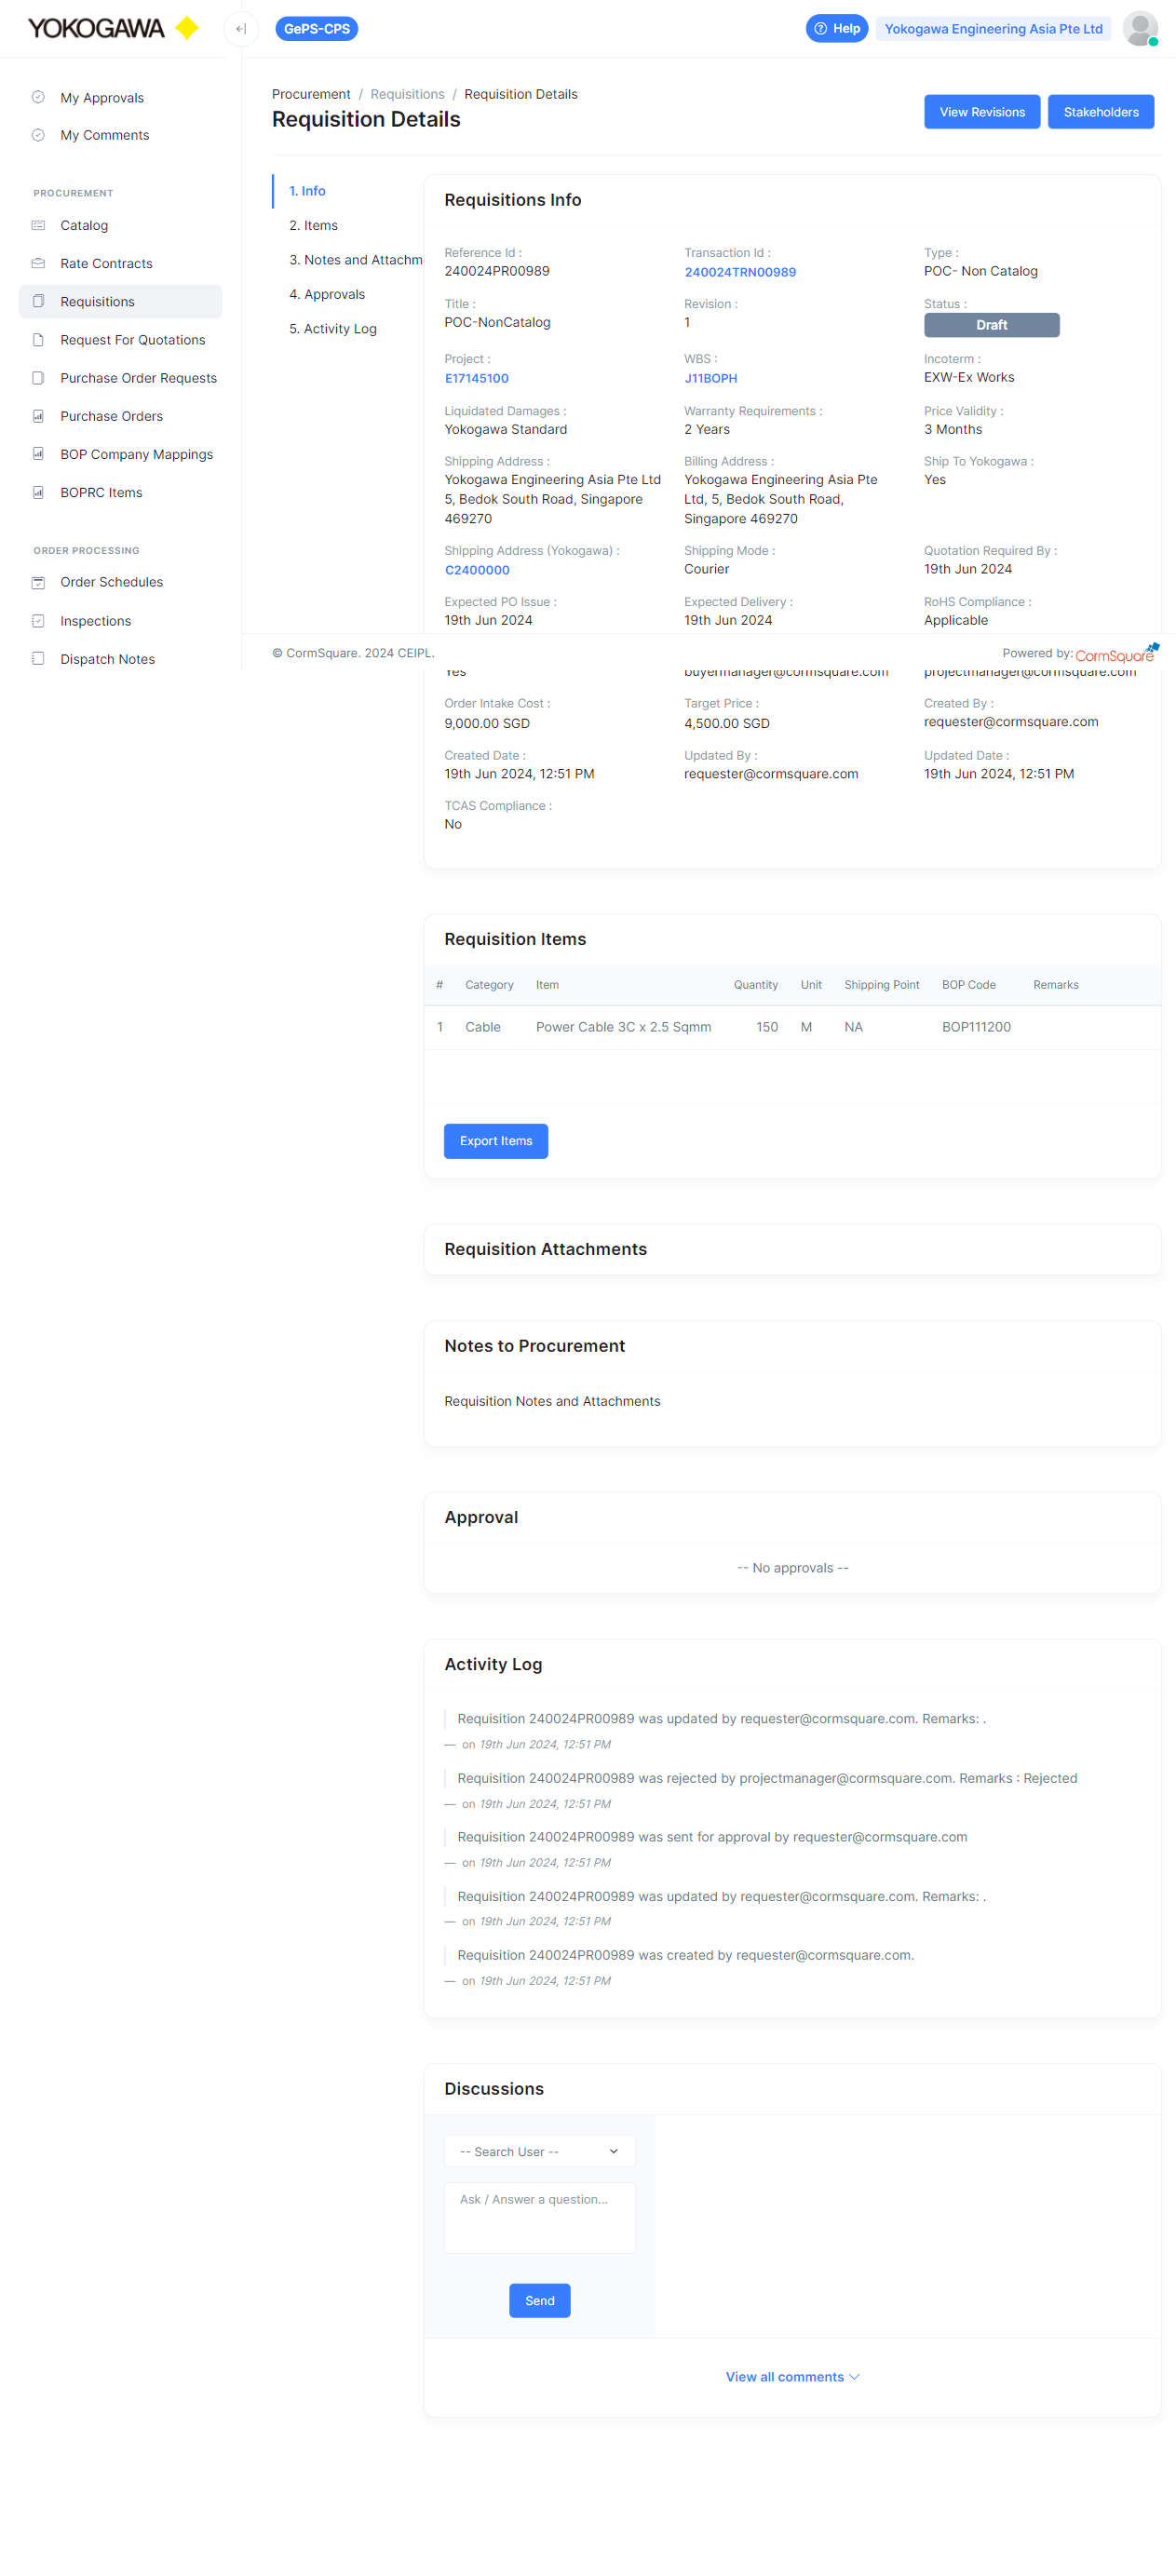 YOKOGAWA
GePS-CPS
Help
Yokogawa Engineering Asia Pte Ltd
My Approvals
My Comments
PROCUREMENT
Catalog
Rate Contracts
Requisitions
Request For Quotations
Purchase Order Requests
Purchase Orders
BOP Company Mappings
BOPRC Items
ORDER PROCESSING
Order Schedules
Inspections
Dispatch Notes
Procurement / Requisitions / Requisition Details
Requisition Details
View Revisions
Stakeholders
1. Info
2. Items
3. Notes and Attachm
4. Approvals
5. Activity Log
Requisitions Info
Reference Id :
240024PR00989
Transaction Id :
240024TRN00989
Type :
POC- Non Catalog
Title :
POC-NonCatalog
Revision :
1
Status :
Draft
Project :
E17145100
WBS :
J11BOPH
Incoterm :
EXW-Ex Works
Liquidated Damages :
Yokogawa Standard
Warranty Requirements :
2 Years
Price Validity :
3 Months
Shipping Address :
Yokogawa Engineering Asia Pte Ltd
5, Bedok South Road, Singapore
469270
Billing Address :
Yokogawa Engineering Asia Pte
Ltd, 5, Bedok South Road,
Singapore 469270
Ship To Yokogawa :
Yes
Shipping Address (Yokogawa) :
C2400000
Shipping Mode :
Courier
Quotation Required By :
19th Jun 2024
Expected PO Issue :
19th Jun 2024
Expected Delivery :
19th Jun 2024
RoHS Compliance :
Applicable
© CormSquare. 2024 CEIPL.
Powered by: CormSquare
Yes
buyermanager@cormsquare.com
projectmanager@cormsquare.com
Order Intake Cost :
9,000.00 SGD
Target Price :
4,500.00 SGD
Created By :
requester@cormsquare.com
Created Date :
19th Jun 2024, 12:51 PM
Updated By :
requester@cormsquare.com
Updated Date :
19th Jun 2024, 12:51 PM
TCAS Compliance :
No
Requisition Items
# Category Item Quantity Unit Shipping Point BOP Code Remarks
1 Cable Power Cable 3C x 2.5 Sqmm 150 M NA BOP111200
Export Items
Requisition Attachments
Notes to Procurement
Requisition Notes and Attachments
Approval
-- No approvals --
Activity Log
Requisition 240024PR00989 was updated by requester@cormsquare.com. Remarks: .
— on 19th Jun 2024, 12:51 PM
Requisition 240024PR00989 was rejected by projectmanager@cormsquare.com. Remarks : Rejected
— on 19th Jun 2024, 12:51 PM
Requisition 240024PR00989 was sent for approval by requester@cormsquare.com
— on 19th Jun 2024, 12:51 PM
Requisition 240024PR00989 was updated by requester@cormsquare.com. Remarks: .
— on 19th Jun 2024, 12:51 PM
Requisition 240024PR00989 was created by requester@cormsquare.com.
— on 19th Jun 2024, 12:51 PM
Discussions
-- Search User --
Ask / Answer a question...
Send
View all comments